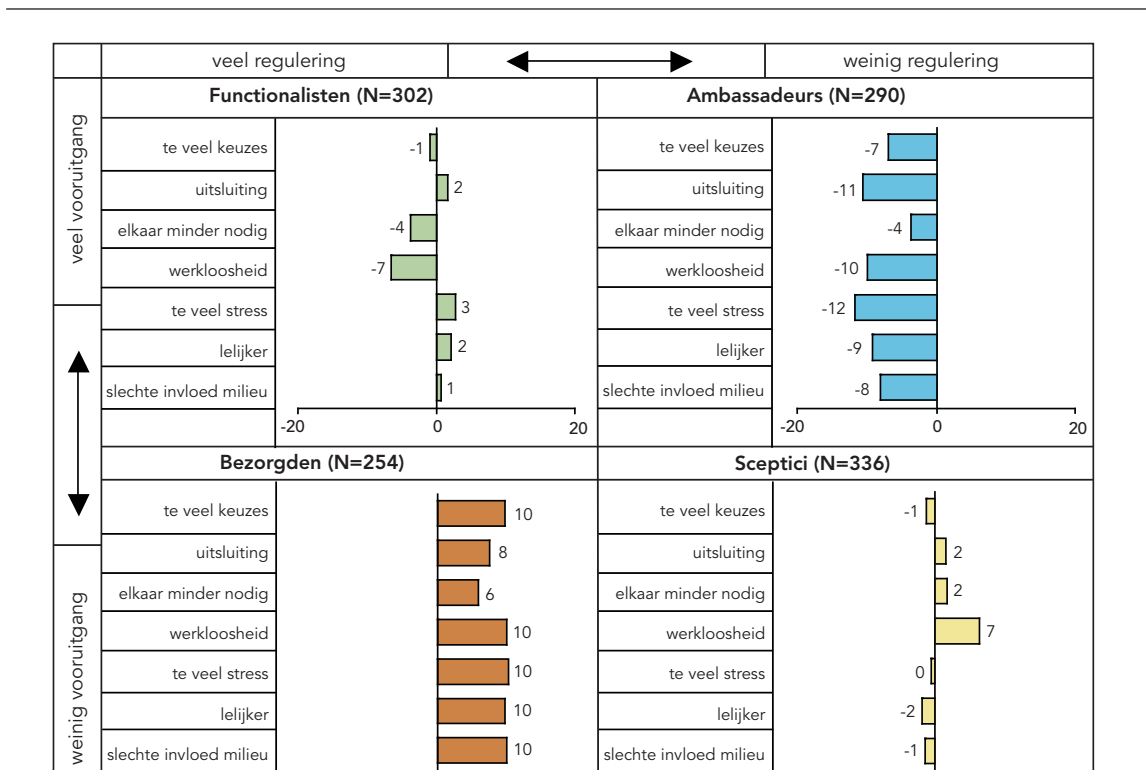 veel regulering
weinig regulering
veel vooruitgang
Functionalisten (N=302)
te veel keuzes -1
uitsluiting 2
elkaar minder nodig -4
werkloosheid -7
te veel stress 3
lelijker 2
slechte invloed milieu 1
-20 0 20
Ambassadeurs (N=290)
te veel keuzes -7
uitsluiting -11
elkaar minder nodig -4
werkloosheid -10
te veel stress -12
lelijker -9
slechte invloed milieu -8
-20 0 20
weinig vooruitgang
Bezorgden (N=254)
te veel keuzes 10
uitsluiting 8
elkaar minder nodig 6
werkloosheid 10
te veel stress 10
lelijker 10
slechte invloed milieu 10
Sceptici (N=336)
te veel keuzes -1
uitsluiting 2
elkaar minder nodig 2
werkloosheid 7
te veel stress 0
lelijker -2
slechte invloed milieu -1